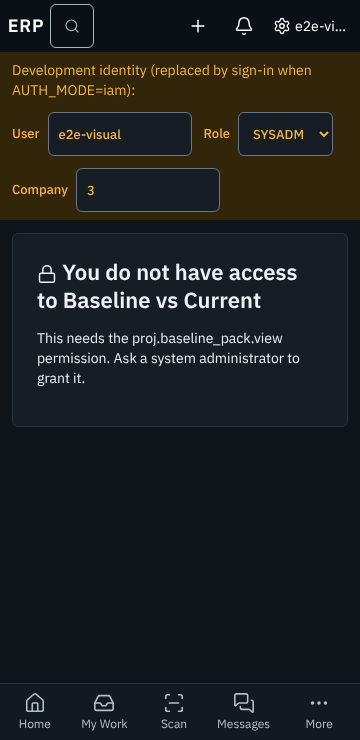 ERP
e2e-vi...
Development identity (replaced by sign-in when
AUTH_MODE=iam):
User e2e-visual Role SYSADM
Company 3
You do not have access
to Baseline vs Current
This needs the proj.baseline_pack.view
permission. Ask a system administrator to
grant it.
Home My Work Scan Messages More